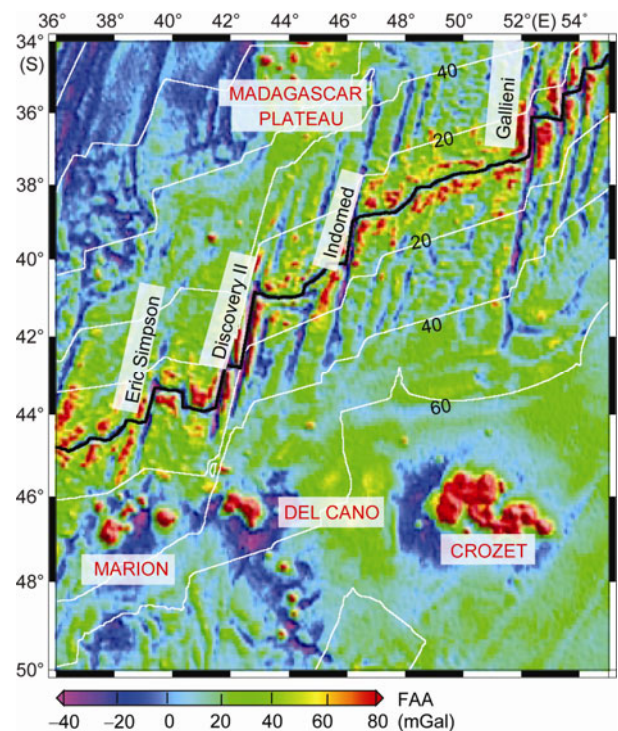 36° 38° 40° 42° 44° 46° 48° 50° 52° (E) 54°
34°
(S)
36°
38°
40°
42°
44°
46°
48°
50°
MADAGASCAR
PLATEAU
40
Gallieni
20
Indomed
20
Discovery II
40
Eric Simpson
60
DEL CANO
MARION
CROZET
−40 −20 0 20 40 60 80
FAA
(mGal)